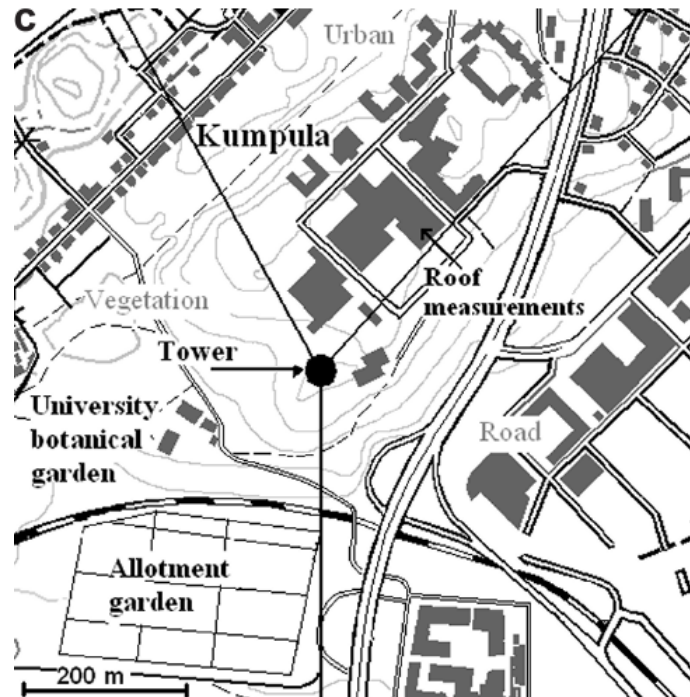 C
Urban
Kumpula
Roof
measurements
Vegetation
Tower
University
botanical
garden
Road
Allotment
garden
200 m